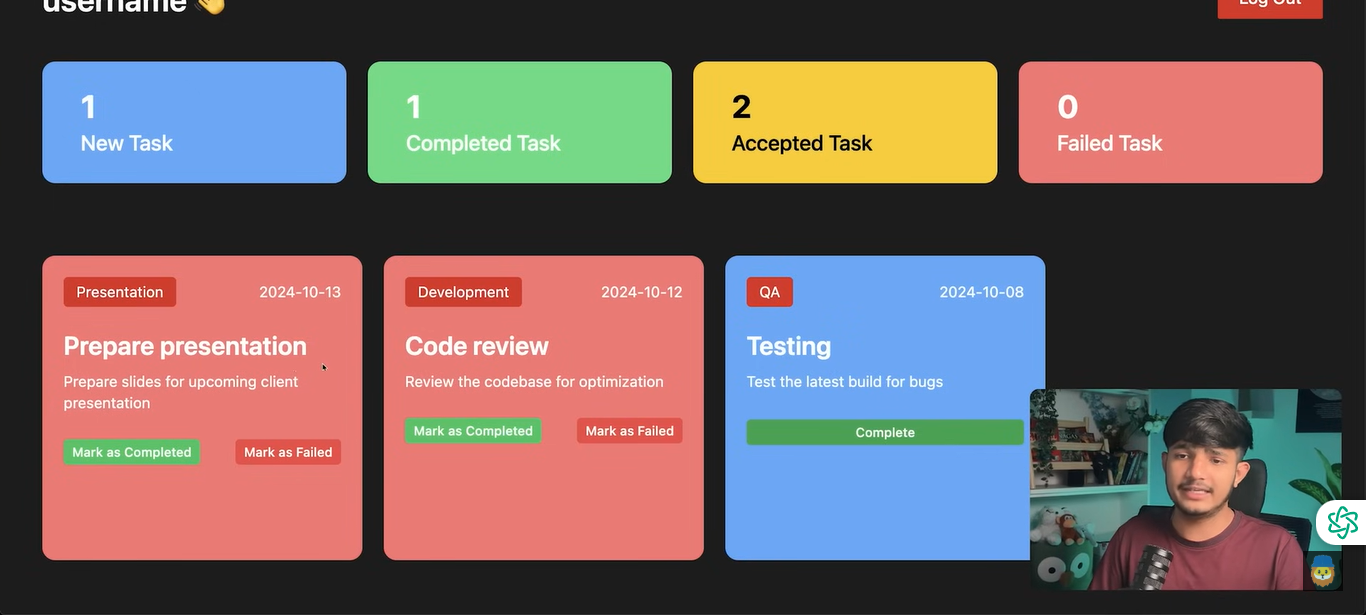 username 👋
Log Out
1
New Task
1
Completed Task
2
Accepted Task
0
Failed Task
Presentation
2024-10-13
Prepare presentation
Prepare slides for upcoming client
presentation
Mark as Completed
Mark as Failed
Development
2024-10-12
Code review
Review the codebase for optimization
Mark as Completed
Mark as Failed
QA
2024-10-08
Testing
Test the latest build for bugs
Complete